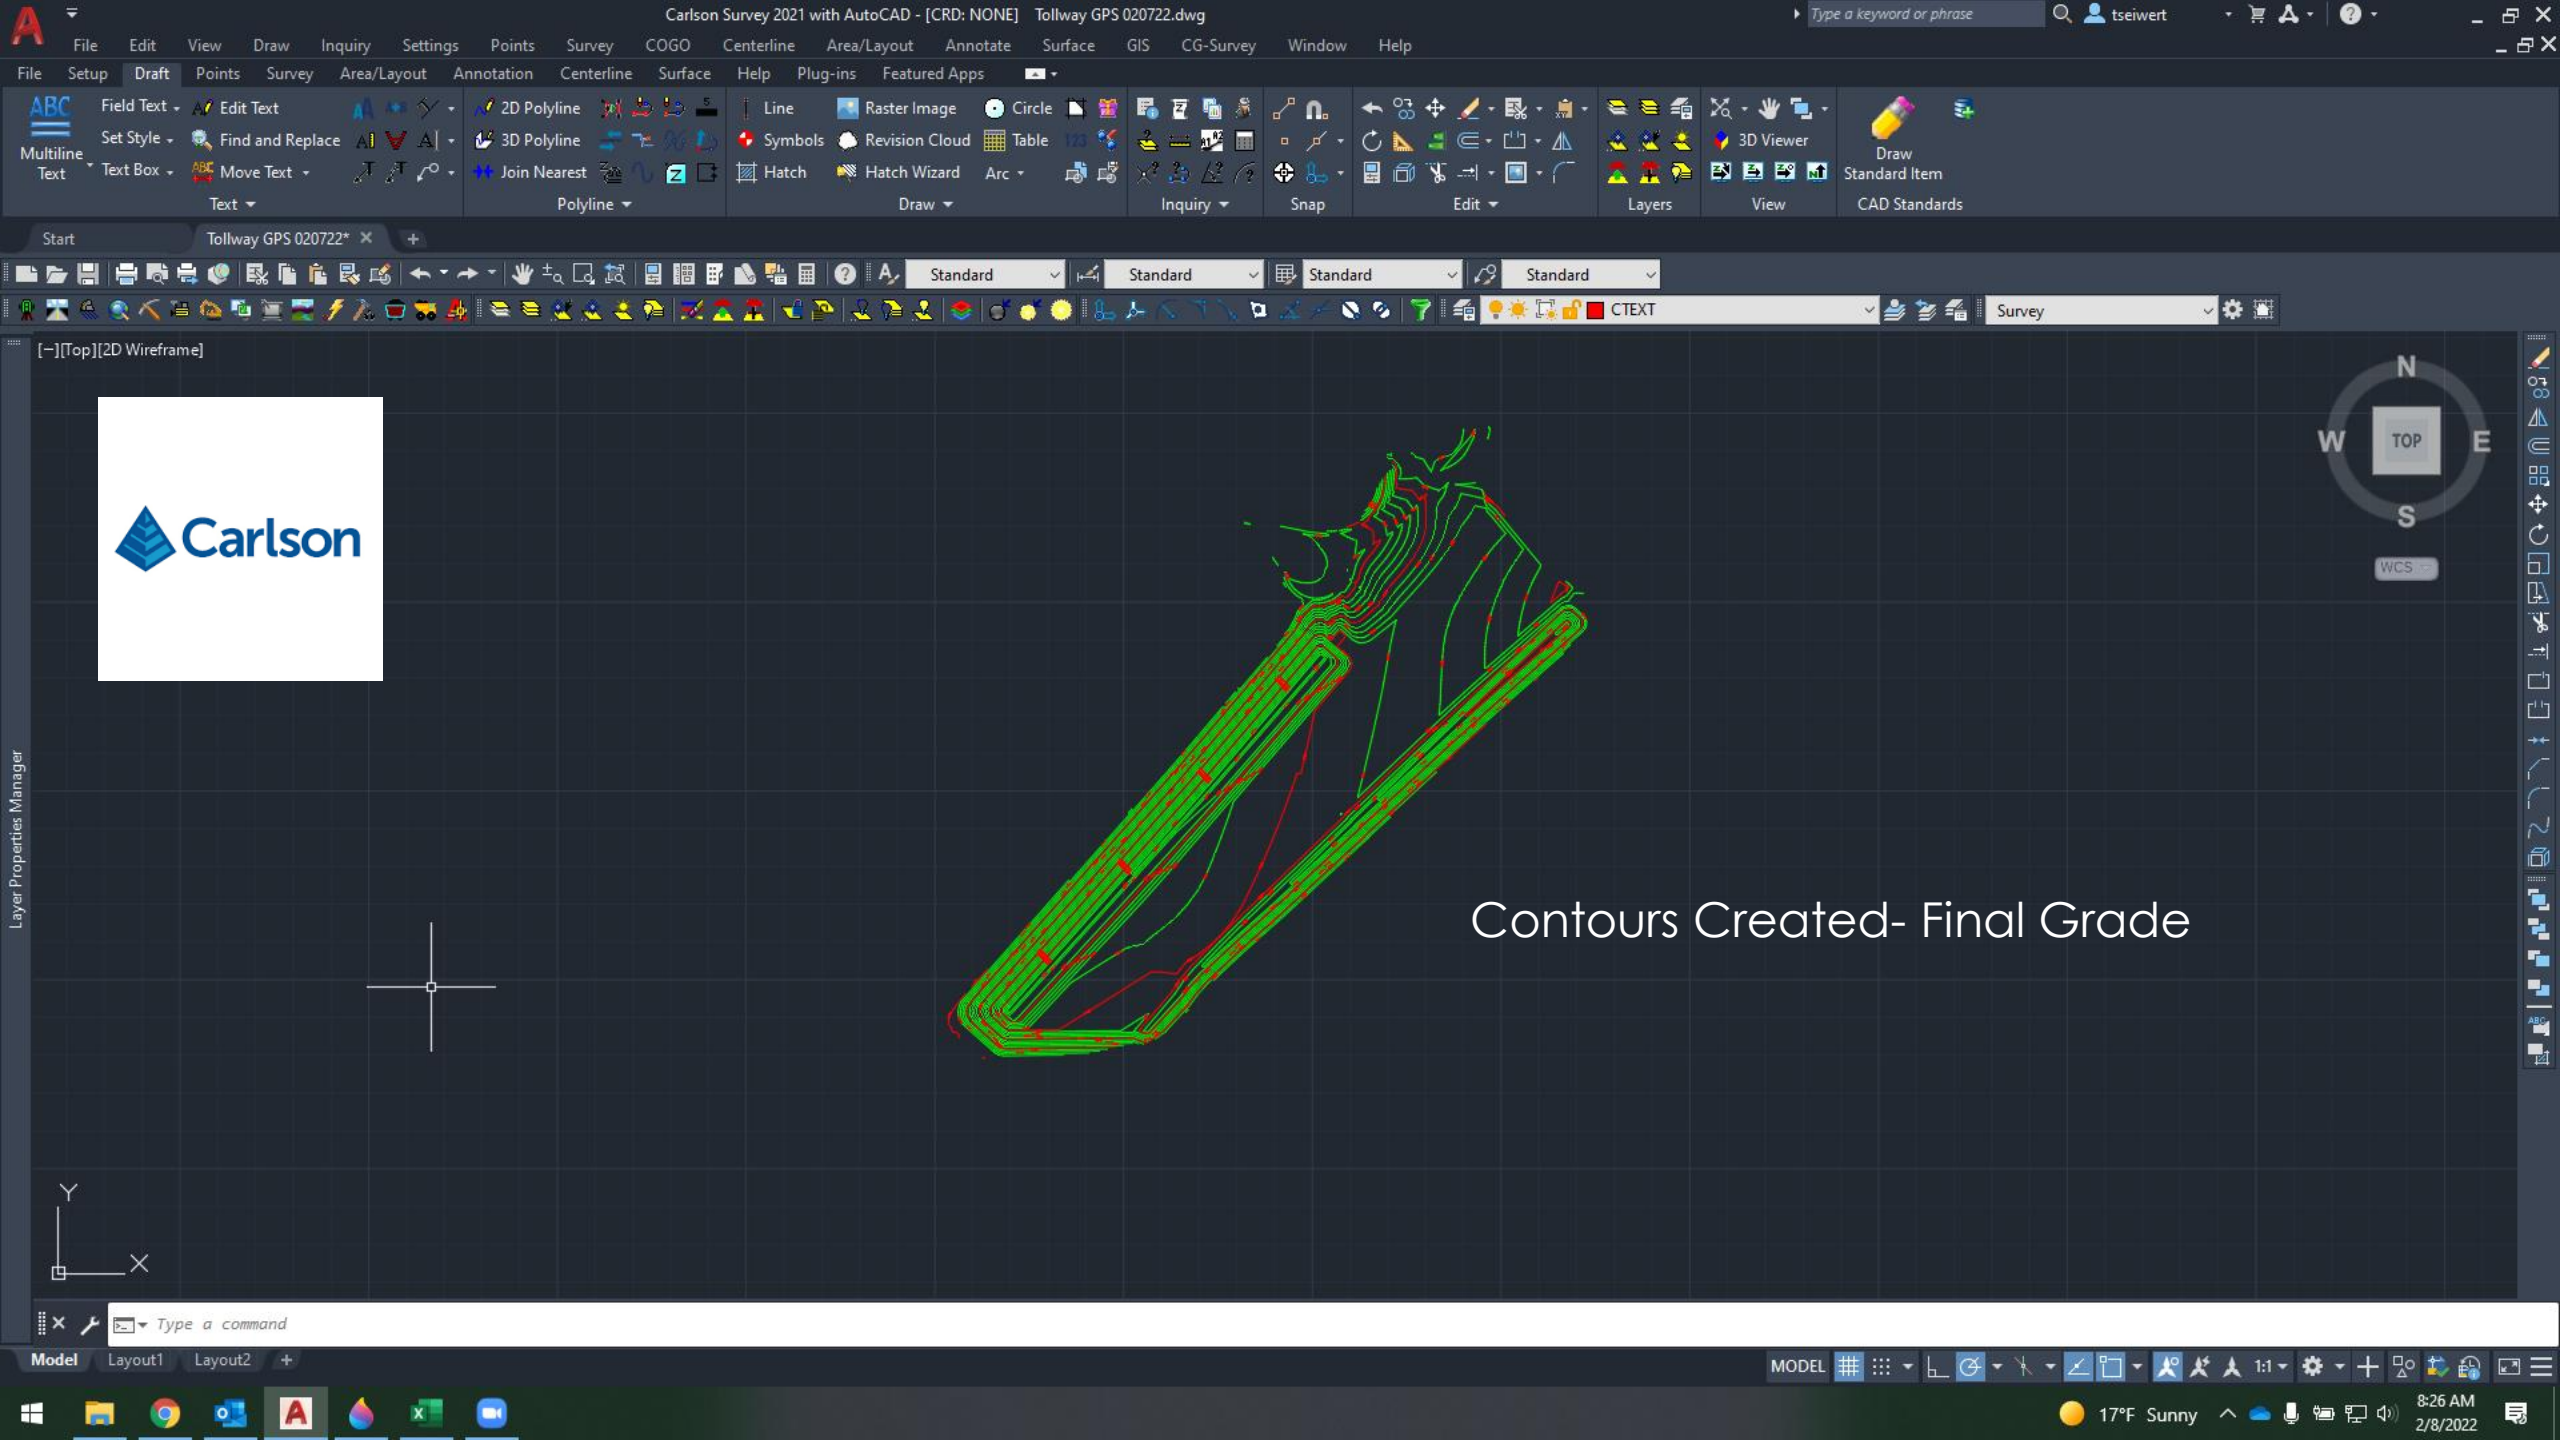 Carlson Survey 2021 with AutoCAD - [CRD: NONE] Tollway GPS 020722.dwg
Type a keyword or phrase
tseiwert
File Edit View Draw Inquiry Settings Points Survey COGO Centerline Area/Layout Annotate Surface GIS CG-Survey Window Help
File Setup Draft Points Survey Area/Layout Annotation Centerline Surface Help Plug-ins Featured Apps
ABC Field Text Edit Text 2D Polyline Line Raster Image Circle
Set Style Find and Replace 3D Polyline Symbols Revision Cloud Table 3D Viewer
Multiline Text
Text Box Move Text Join Nearest Hatch Hatch Wizard Arc
Draw Standard Item
Text Polyline Draw Inquiry Snap Edit Layers View CAD Standards
Start Tollway GPS 020722* +
Standard Standard Standard Standard
CTEXT Survey
[−][Top][2D Wireframe]
N
W TOP E
S
WCS
Carlson
Layer Properties Manager
Contours Created- Final Grade
Y
X
Type a command
Model Layout1 Layout2 +
MODEL 1:1
17°F Sunny
8:26 AM
2/8/2022